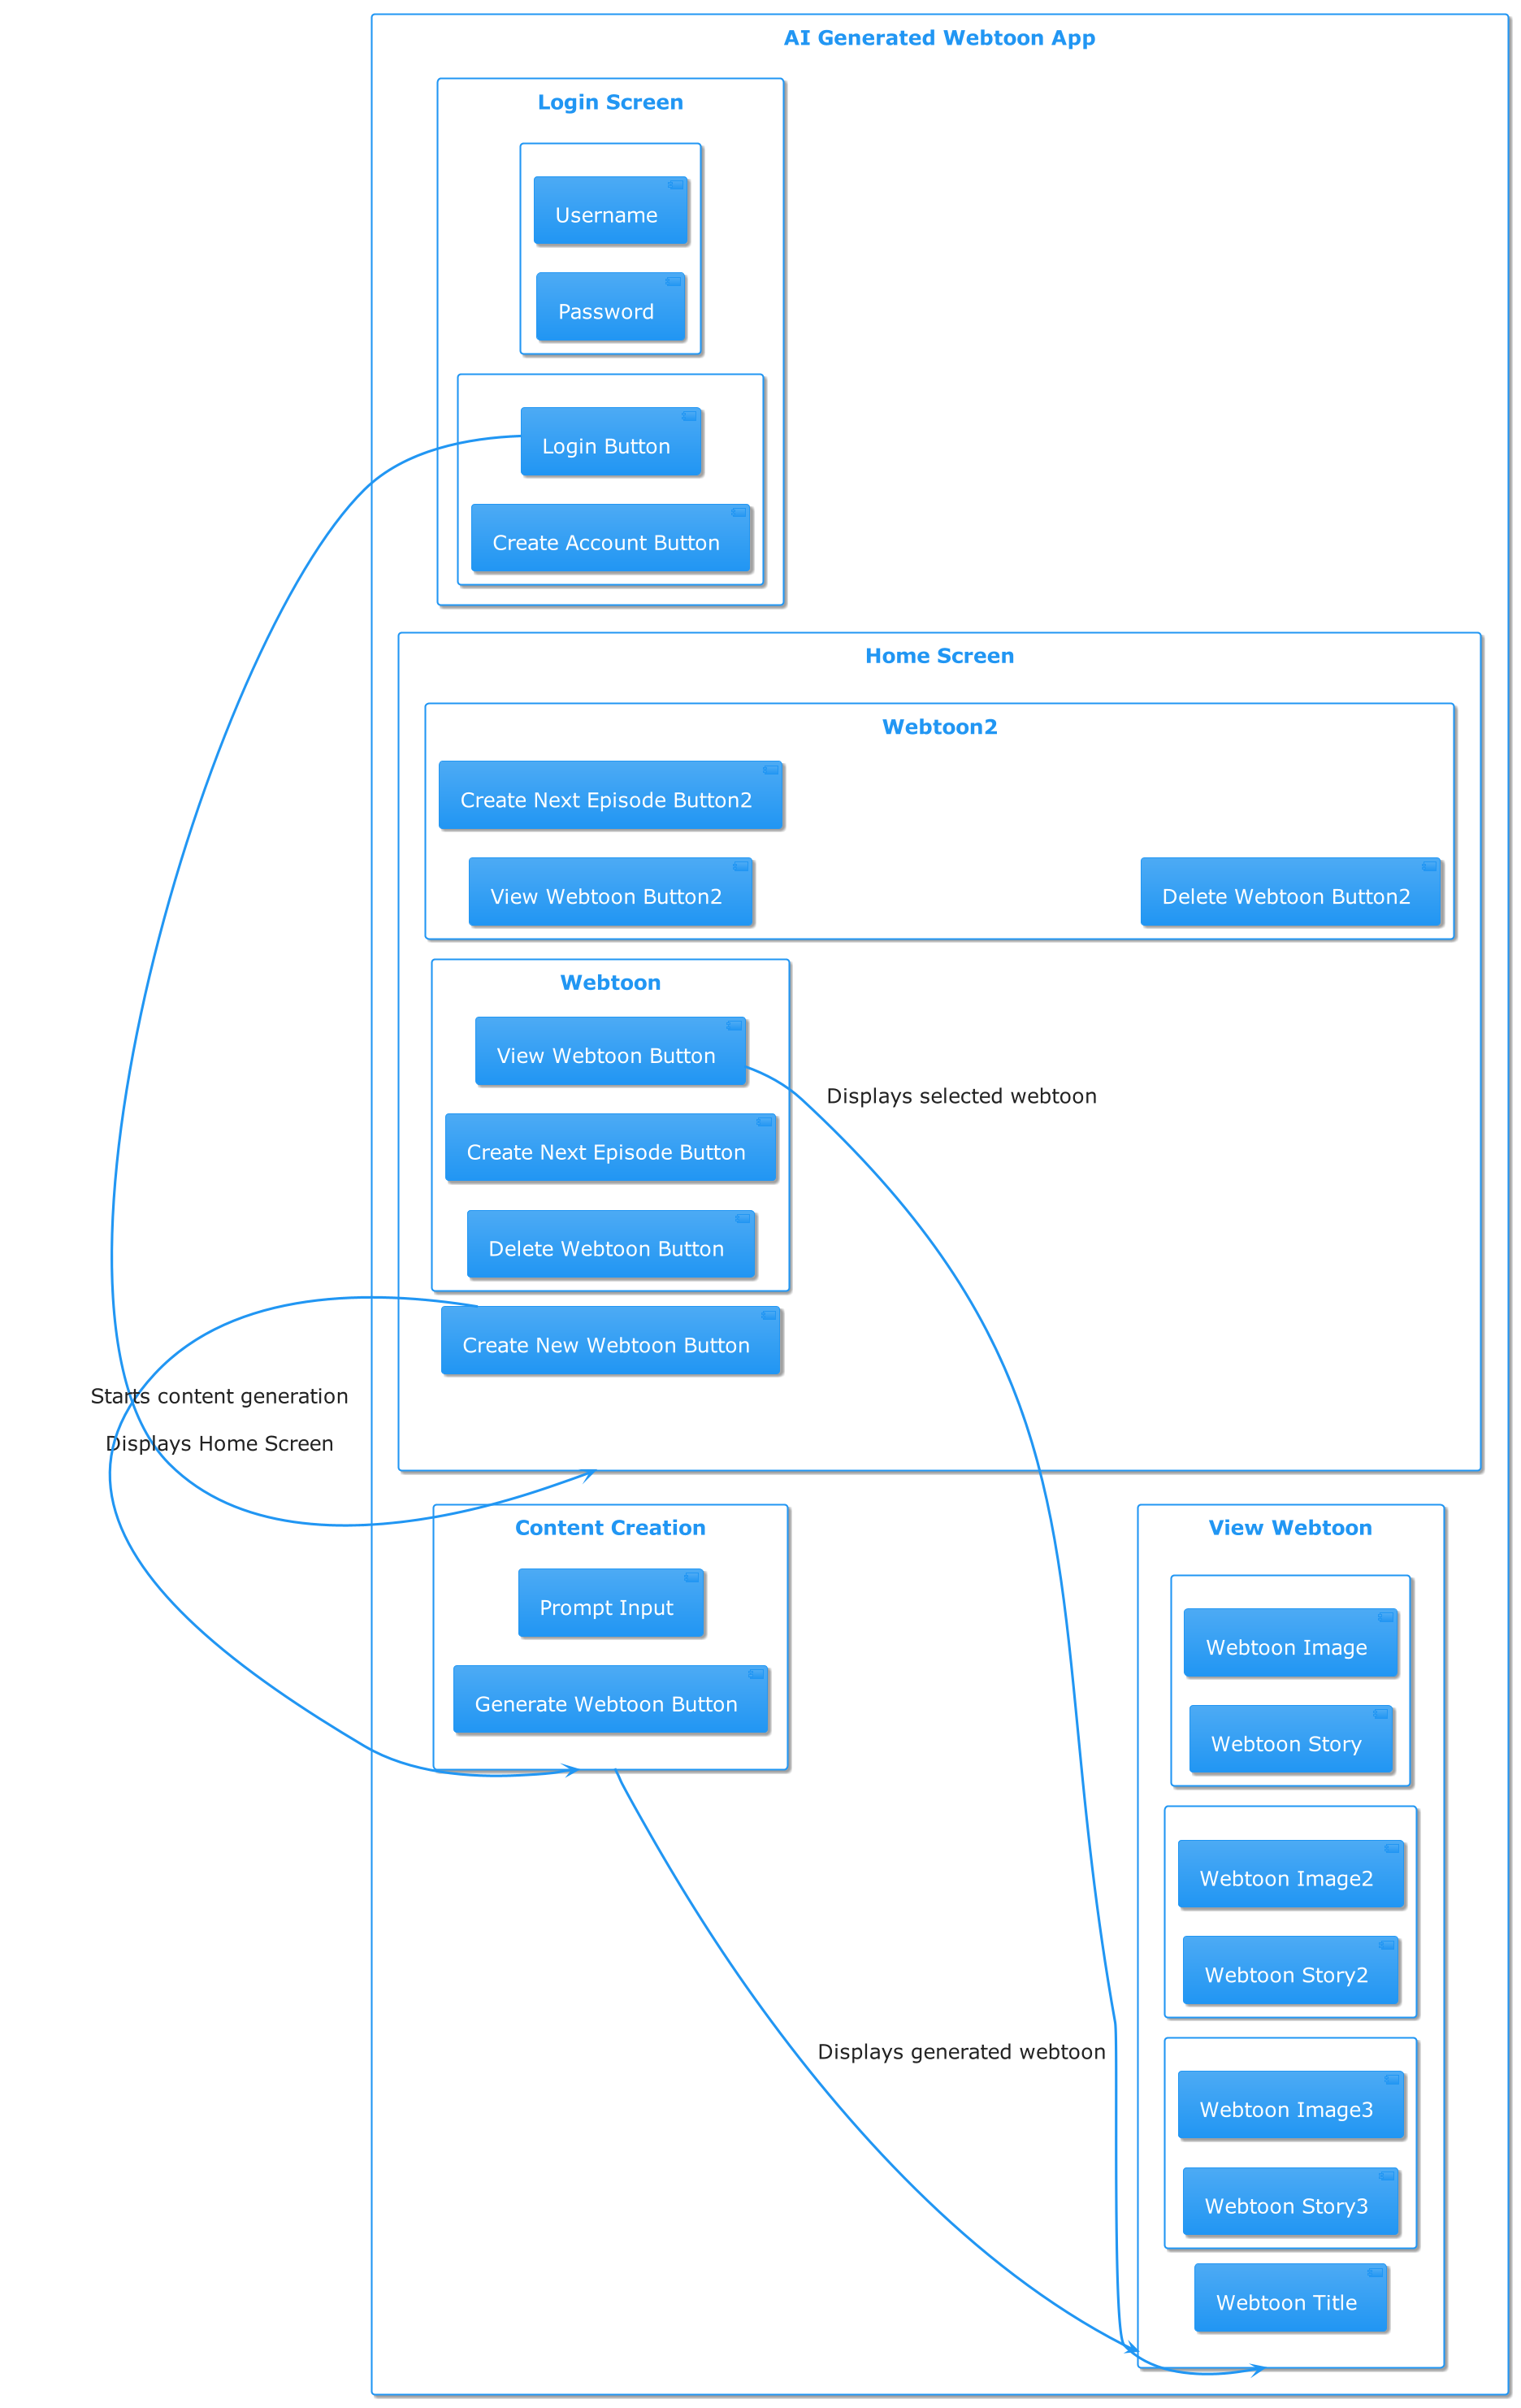 AI Generated Webtoon App
Login Screen
Username
Password
Login Button
Create Account Button
Home Screen
Webtoon2
Create Next Episode Button2
View Webtoon Button2
Delete Webtoon Button2
Webtoon
View Webtoon Button
Displays selected webtoon
Create Next Episode Button
Delete Webtoon Button
Create New Webtoon Button
Starts content generation
Displays Home Screen
Content Creation
Prompt Input
Generate Webtoon Button
View Webtoon
Webtoon Image
Webtoon Story
Webtoon Image2
Webtoon Story2
Displays generated webtoon
Webtoon Image3
Webtoon Story3
Webtoon Title